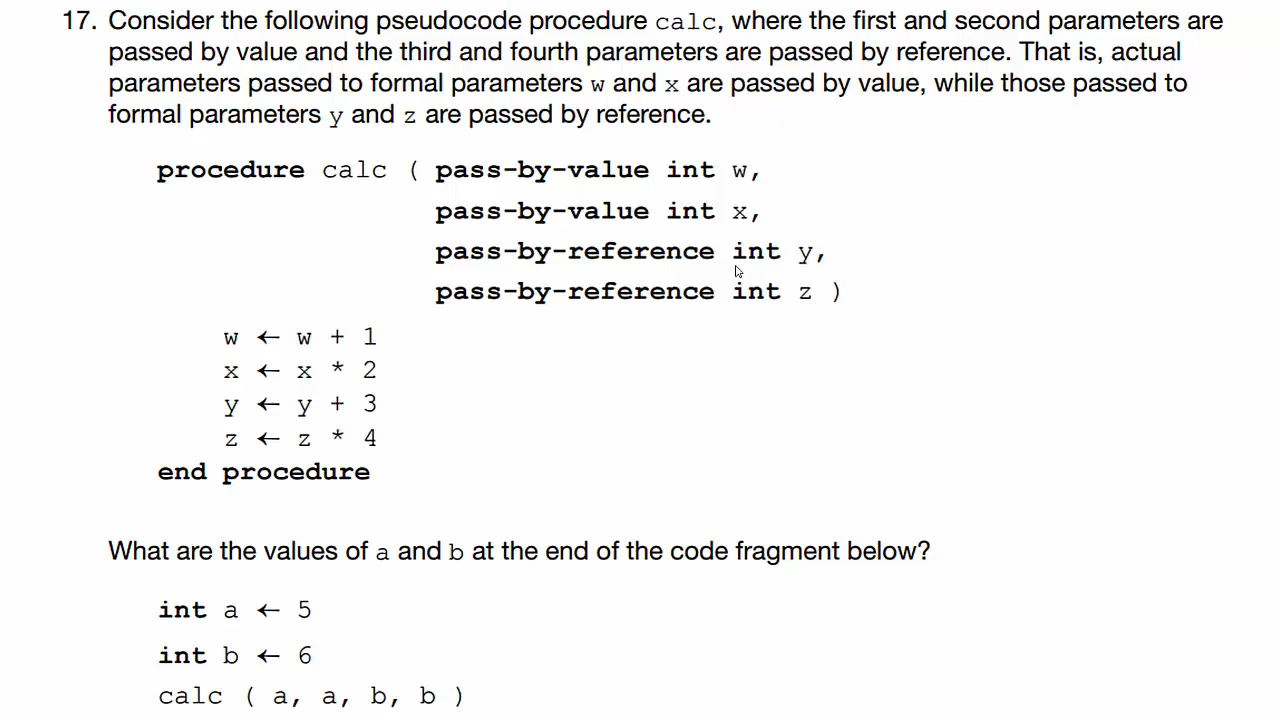 17. Consider the following pseudocode procedure calc, where the first and second parameters are
passed by value and the third and fourth parameters are passed by reference. That is, actual
parameters passed to formal parameters w and x are passed by value, while those passed to
formal parameters y and z are passed by reference.
procedure calc ( pass-by-value int w,
pass-by-value int x,
pass-by-reference int y,
pass-by-reference int z )
w ← w + 1
x ← x * 2
y ← y + 3
z ← z * 4
end procedure
What are the values of a and b at the end of the code fragment below?
int a ← 5
int b ← 6
calc ( a, a, b, b )